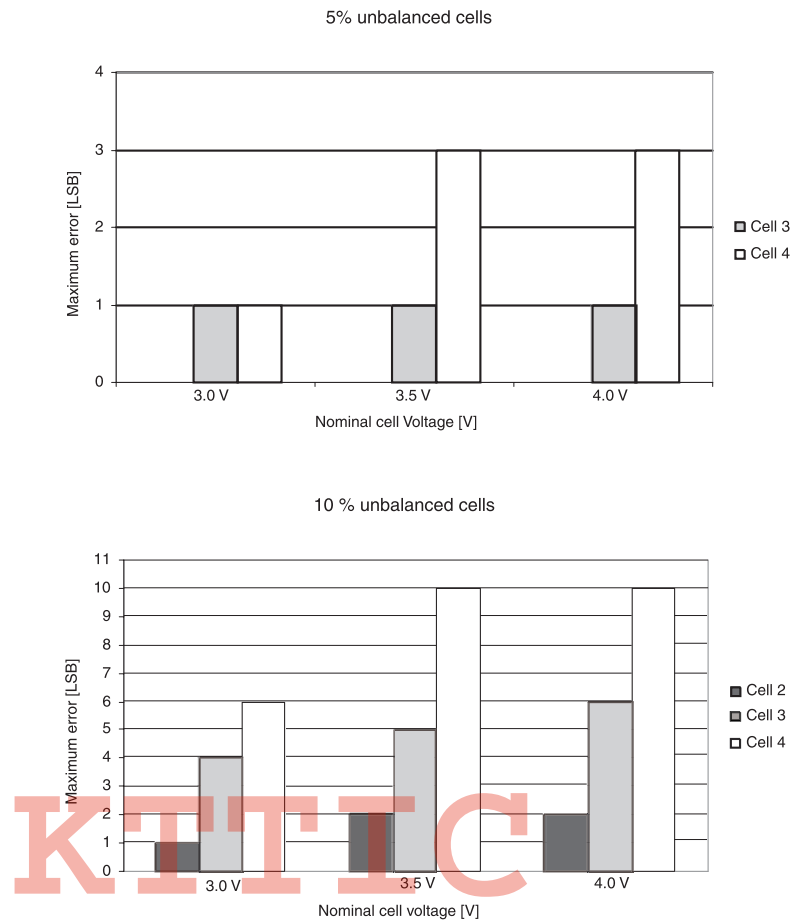 5% unbalanced cells
4
3
2
1
0
Maximum error [LSB]
3.0 V 3.5 V 4.0 V
Nominal cell Voltage [V]
Cell 3
Cell 4
10 % unbalanced cells
11
10
9
8
7
6
5
4
3
2
1
0
Maximum error [LSB]
3.0 V 3.5 V 4.0 V
Nominal cell voltage [V]
Cell 2
Cell 3
Cell 4
KTTIC